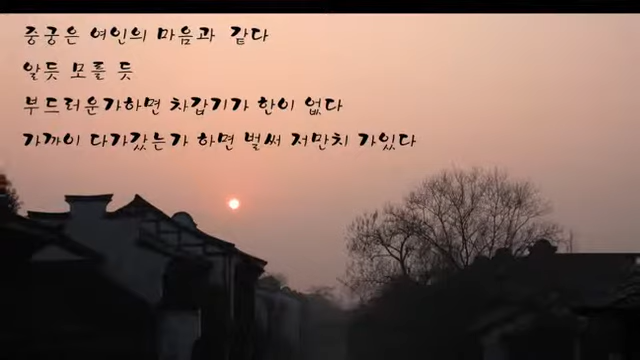 중궁은 여인의 마음과 같다
알듯 모를 듯
부드러운가하면 차갑기가 한이 없다
가까이 다가갔는가 하면 벌써 저만치 가있다